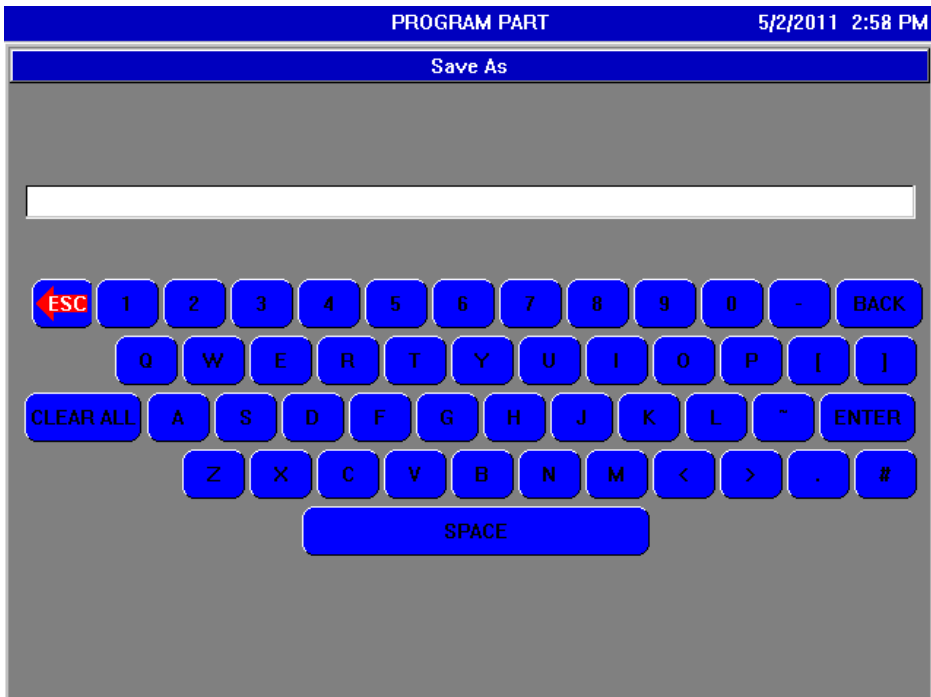 PROGRAM PART 5/2/2011 2:58 PM
Save As
ESC 1 2 3 4 5 6 7 8 9 0 - BACK
Q W E R T Y U I O P [ ]
CLEAR ALL A S D F G H J K L ~ ENTER
Z X C V B N M < > . #
SPACE